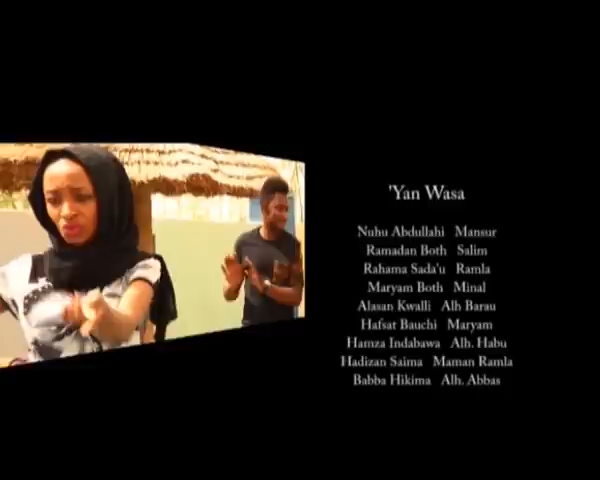 'Yan Wasa
Nuhu Abdullahi Mansur
Ramadan Both Salim
Rahama Sada'u Ramla
Maryam Both Minal
Alasan Kwalli Alh Barau
Hafsat Bauchi Maryam
Hamza Indabawa Alh. Habu
Hadizan Saima Maman Ramla
Babba Hikima Alh. Abbas